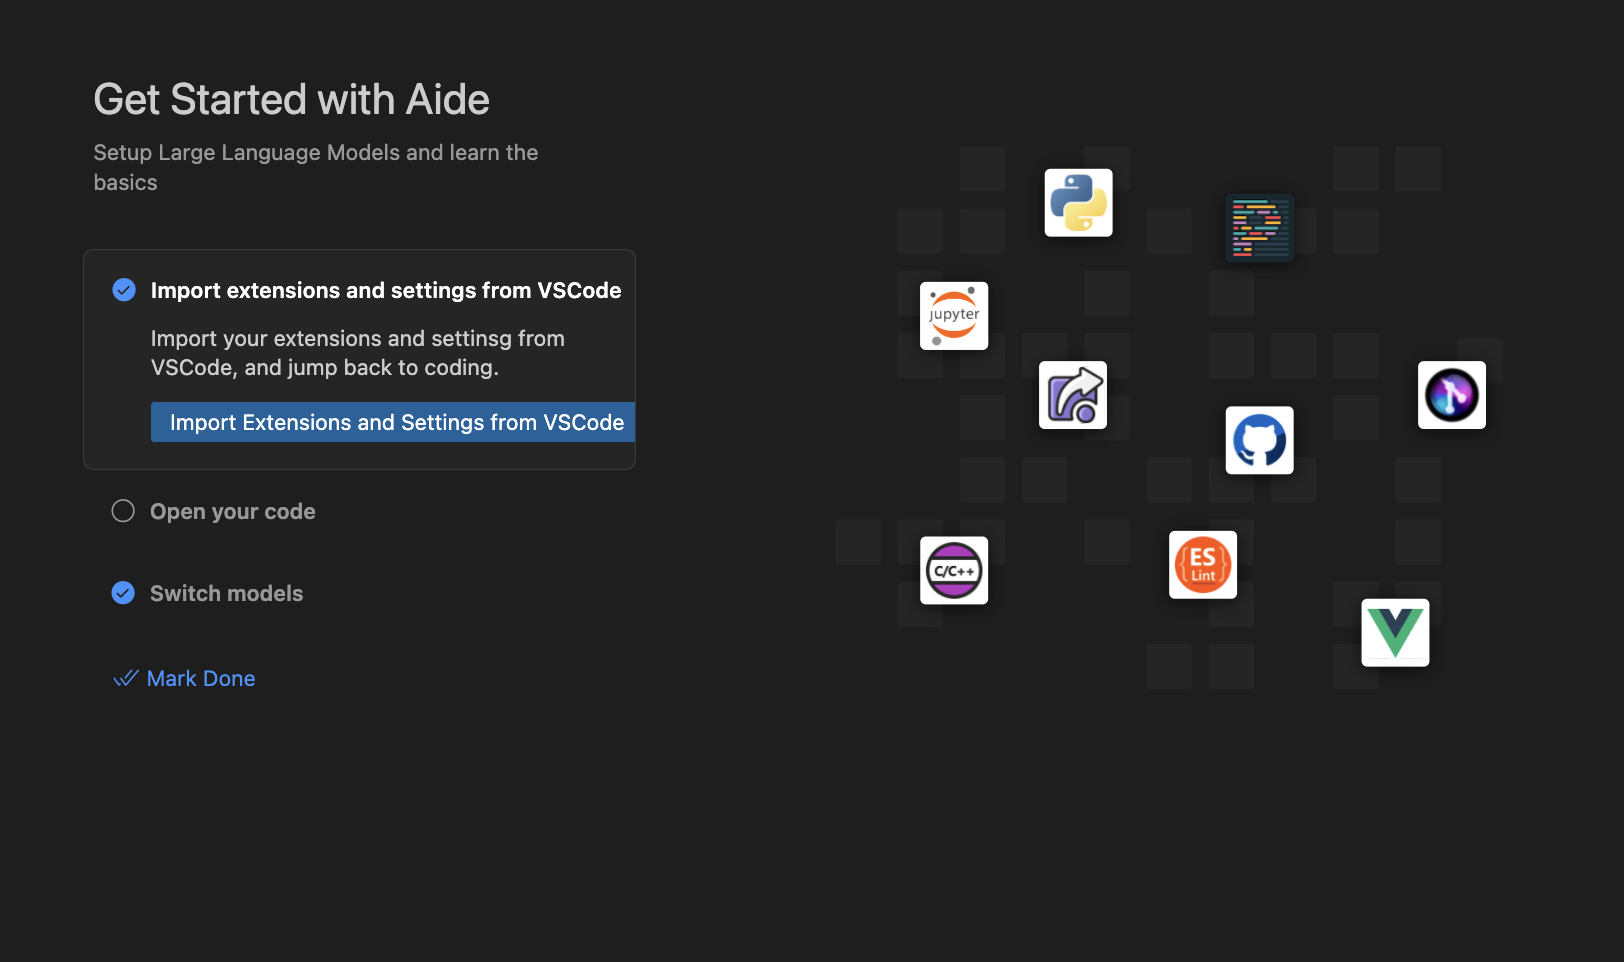 Get Started with Aide
Setup Large Language Models and learn the
basics
Import extensions and settings from VSCode
Import your extensions and settinsg from
VSCode, and jump back to coding.
Import Extensions and Settings from VSCode
Open your code
Switch models
Mark Done
jupyter
C/C++
{ES}
Lint